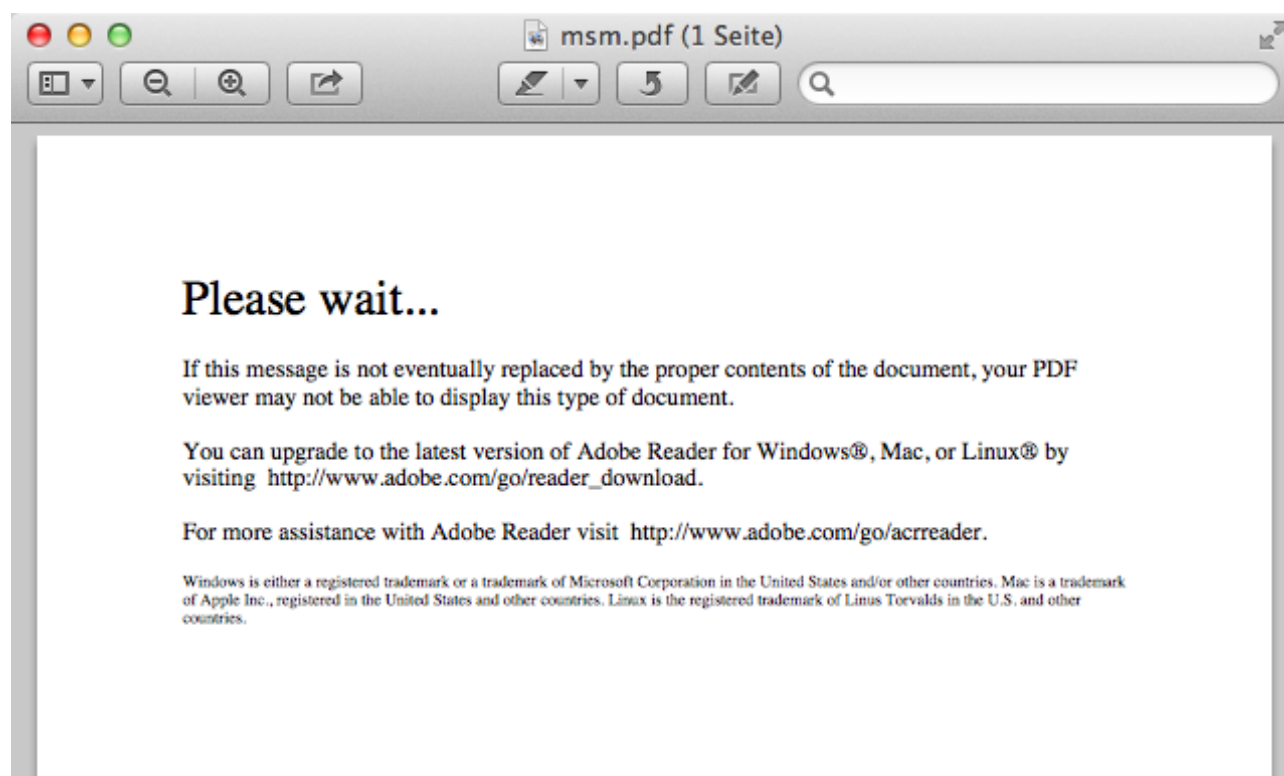 msm.pdf (1 Seite)
Please wait...
If this message is not eventually replaced by the proper contents of the document, your PDF
viewer may not be able to display this type of document.
You can upgrade to the latest version of Adobe Reader for Windows®, Mac, or Linux® by
visiting  http://www.adobe.com/go/reader_download.
For more assistance with Adobe Reader visit  http://www.adobe.com/go/acrreader.
Windows is either a registered trademark or a trademark of Microsoft Corporation in the United States and/or other countries. Mac is a trademark
of Apple Inc., registered in the United States and other countries. Linux is the registered trademark of Linus Torvalds in the U.S. and other
countries.